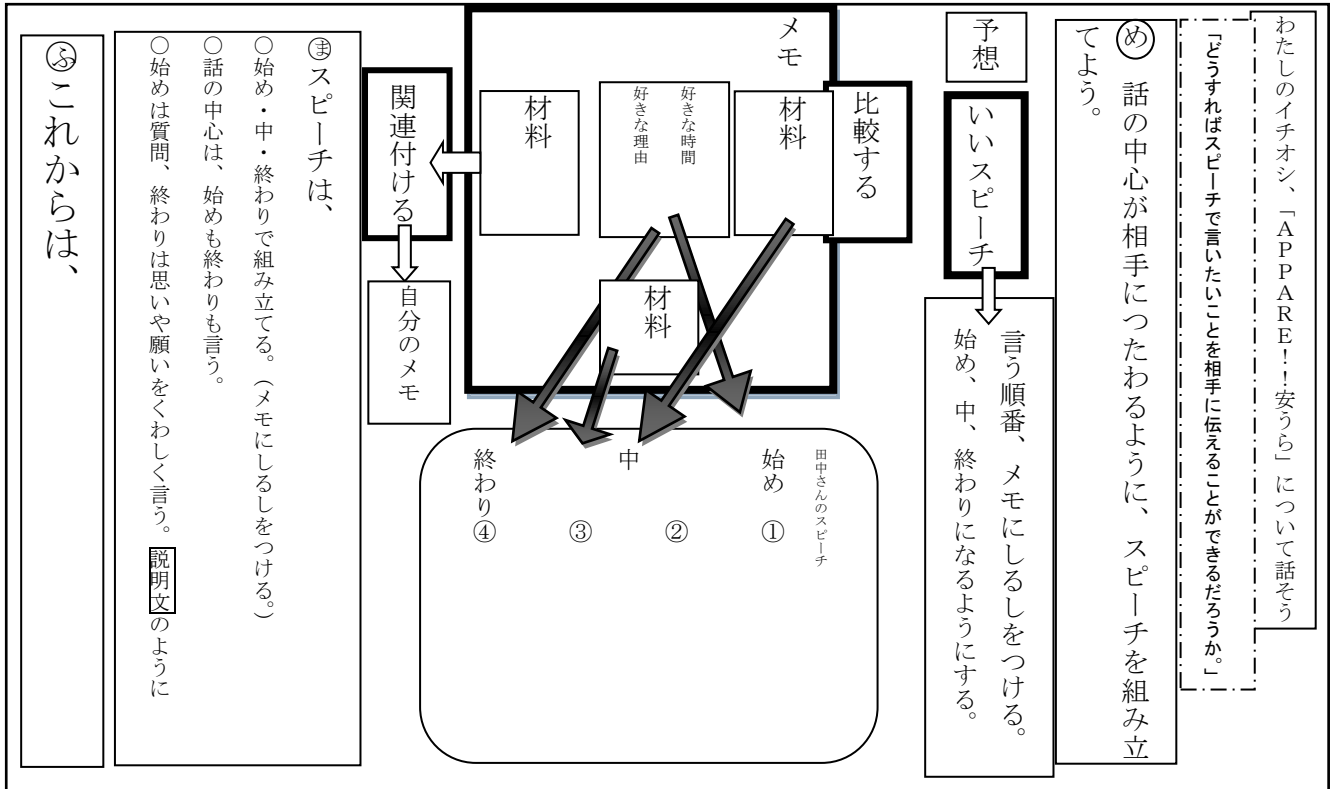 わたしのイチオシ、「ＡＰＰＡＲＥ！！安うら」について話そう
「どうすればスピーチで言いたいことを相手に伝えることができるだろうか。」
め　話の中心が相手につたわるように、スピーチを組み立
てよう。
予想
いいスピーチ
言う順番、メモにしるしをつける。
始め、中、終わりになるようにする。
比較する
メモ
材料
好きな時間
好きな理由
材料
材料
田中さんのスピーチ
始め　①
②
中
③
終わり④
関連付ける
自分のメモ
㋮スピーチは、
〇始め・中・終わりで組み立てる。（メモにしるしをつける。）
〇話の中心は、始めも終わりも言う。
〇始めは質問、終わりは思いや願いをくわしく言う。説明文のように
㋫これからは、